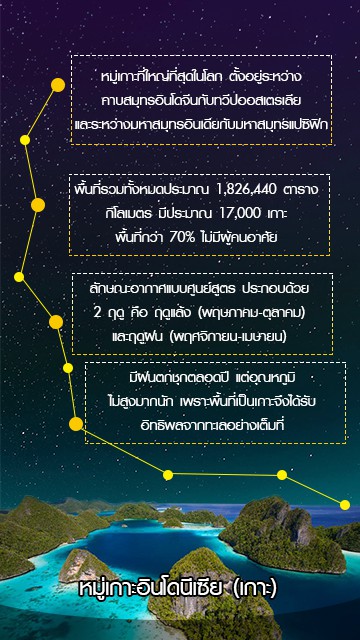 หมู่เกาะที่ใหญ่ที่สุดในโลก ตั้งอยู่ระหว่าง
คาบสมุทรอินโดจีนกับทวีปออสเตรเลีย
และระหว่างมหาสมุทรอินเดียกับมหาสมุทรแปซิฟิก
พื้นที่รวมทั้งหมดประมาณ 1,826,440 ตาราง
กิโลเมตร มีประมาณ 17,000 เกาะ
พื้นที่กว่า 70% ไม่มีผู้คนอาศัย
ลักษณะอากาศแบบศูนย์สูตร ประกอบด้วย
2 ฤดู คือ ฤดูแล้ง (พฤษภาคม-ตุลาคม)
และฤดูฝน (พฤศจิกายน-เมษายน)
มีฝนตกชุกตลอดปี แต่อุณหภูมิ
ไม่สูงมากนัก เพราะพื้นที่เป็นเกาะจึงได้รับ
อิทธิพลจากทะเลอย่างเต็มที่
หมู่เกาะอินโดนีเซีย (เกาะ)